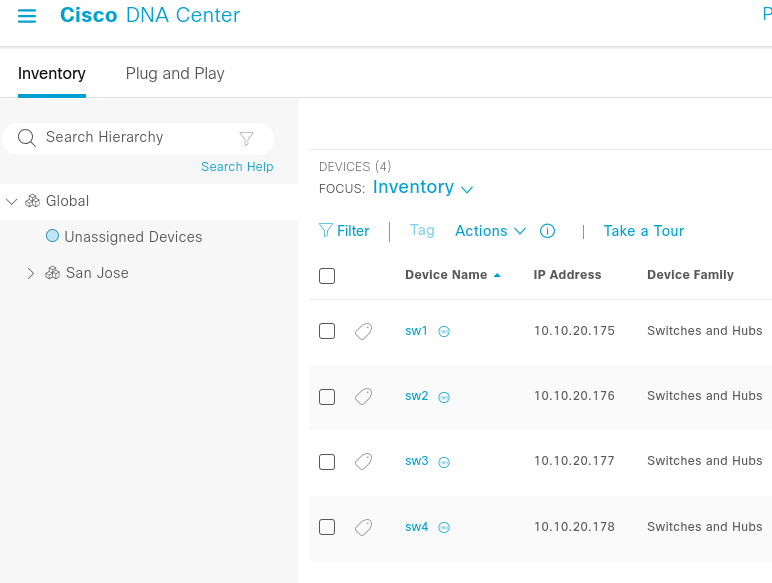 Cisco DNA Center
Inventory Plug and Play
Search Hierarchy
Search Help
Global
Unassigned Devices
San Jose
DEVICES (4)
FOCUS: Inventory
Filter | Tag Actions | Take a Tour
Device Name IP Address Device Family
sw1 10.10.20.175 Switches and Hubs
sw2 10.10.20.176 Switches and Hubs
sw3 10.10.20.177 Switches and Hubs
sw4 10.10.20.178 Switches and Hubs